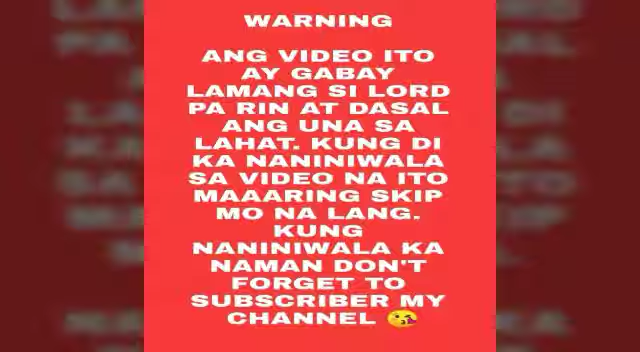 WARNING
ANG VIDEO ITO
AY GABAY
LAMANG SI LORD
PA RIN AT DASAL
ANG UNA SA
LAHAT. KUNG DI
KA NANINIWALA
SA VIDEO NA ITO
MAAARING SKIP
MO NA LANG.
KUNG
NANINIWALA KA
NAMAN DON'T
FORGET TO
SUBSCRIBER MY
CHANNEL 😘